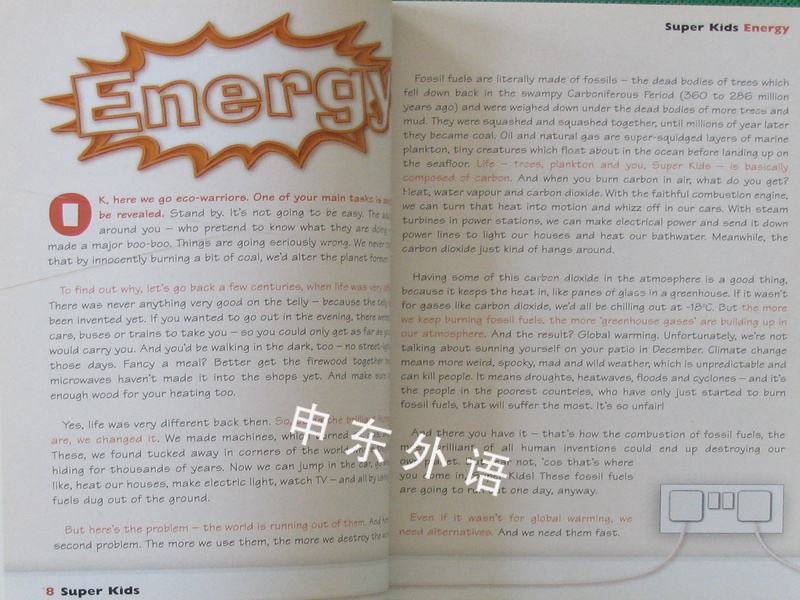 Energy
OK, here we go eco-warriors. One of your main tasks is
be revealed. Stand by. It's not going to be easy. The
around you – who pretend to know what they are doing
made a major boo-boo. Things are going seriously wrong. We never
that by innocently burning a bit of coal, we'd alter the planet
To find out why, let's go back a few centuries, when life was very
There was never anything very good on the telly – because the
been invented yet. If you wanted to go out in the evening, there
cars, buses or trains to take you – so you could only get as far as
would carry you. And you'd be walking in the dark, too – no
those days. Fancy a meal? Better get the firewood together
microwaves haven't made it into the shops yet. And make
enough wood for your heating too.
Yes, life was very different back then. So, the
are, we changed it. We made machines,
These, we found tucked away in corners of the
hiding for thousands of years. Now we can jump in the car,
like, heat our houses, make electric light, watch TV – and all by
fuels dug out of the ground.
But here's the problem – the world is running out of them. And
second problem. The more we use them, the more we destroy the
8 Super Kids
Super Kids Energy
Fossil fuels are literally made of fossils – the dead bodies of trees which
fell down back in the swampy Carboniferous Period (360 to 286 million
years ago) and were weighed down under the dead bodies of more trees and
mud. They were squashed and squashed together, until millions of year later
they became coal. Oil and natural gas are super-squidged layers of marine
plankton, tiny creatures which float about in the ocean before landing up on
the seafloor. Life – trees, plankton and you, Super Kids – is basically
composed of carbon. And when you burn carbon in air, what do you get?
Heat, water vapour and carbon dioxide. With the faithful combustion engine,
we can turn that heat into motion and whizz off in our cars. With steam
turbines in power stations, we can make electrical power and send it down
power lines to light our houses and heat our bathwater. Meanwhile, the
carbon dioxide just kind of hangs around.
Having some of this carbon dioxide in the atmosphere is a good thing,
because it keeps the heat in, like panes of glass in a greenhouse. If it wasn't
for gases like carbon dioxide, we'd all be chilling out at -18°C. But the more
we keep burning fossil fuels, the more 'greenhouse gases' are building up in
our atmosphere. And the result? Global warming. Unfortunately, we're not
talking about sunning yourself on your patio in December. Climate change
means more weird, spooky, mad and wild weather, which is unpredictable and
can kill people. It means droughts, heatwaves, floods and cyclones – and it's
the people in the poorest countries, who have only just started to burn
fossil fuels, that will suffer the most. It's so unfair!
And there you have it – that's how the combustion of fossil fuels, the
most brilliant of all human inventions could end up destroying our
own planet. or not, 'cos that's where
you come in, Kids! These fossil fuels
are going to run out one day, anyway.
Even if it wasn't for global warming, we
need alternatives. And we need them fast.
申东外语